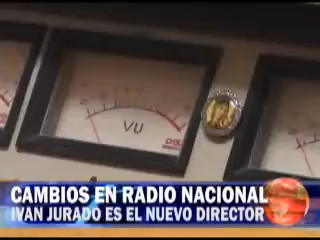 VU
CAMBIOS EN RADIO NACIONAL
IVAN JURADO ES EL NUEVO DIRECTOR